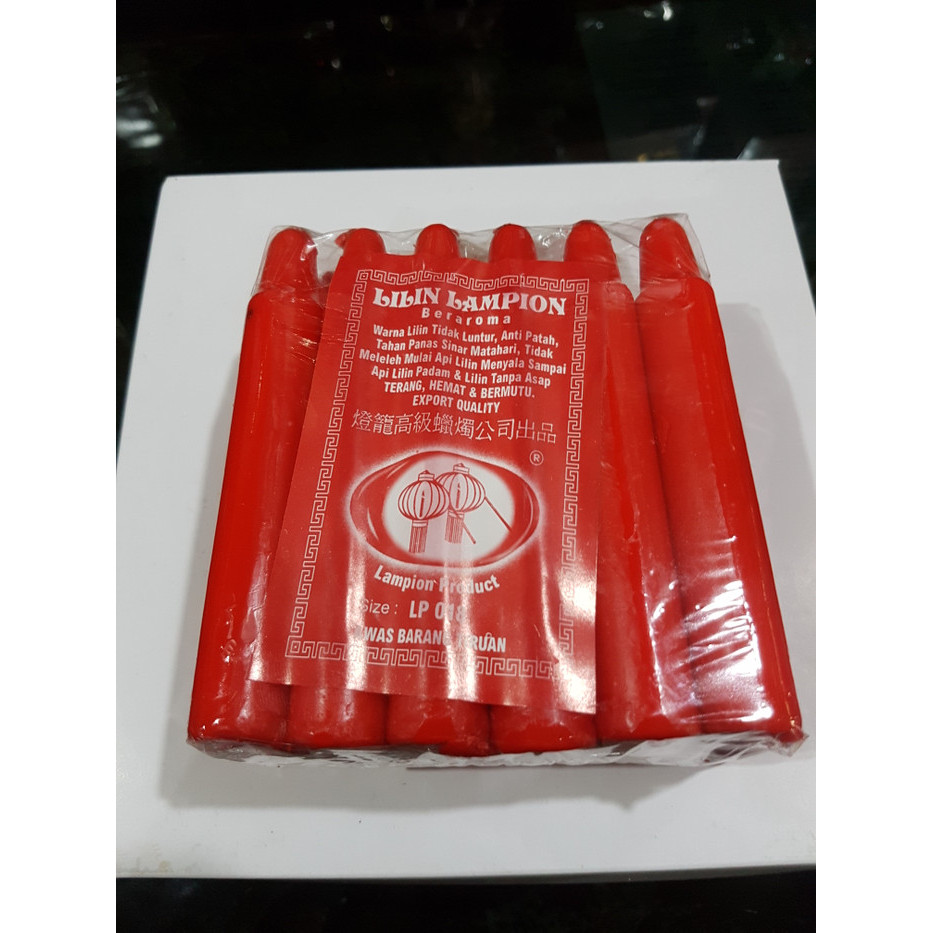 LILIN LAMPION
Beraroma
Warna Lilin Tidak Luntur, Anti Patah,
Tahan Panas Sinar Matahari, Tidak
Meleleh Mulai Api Lilin Menyala Sampai
Api Lilin Padam & Lilin Tanpa Asap
TERANG, HEMAT & BERMUTU.
EXPORT QUALITY
燈籠高級蠟燭公司出品
®
Lampion Product
Size : LP 018
BARANG